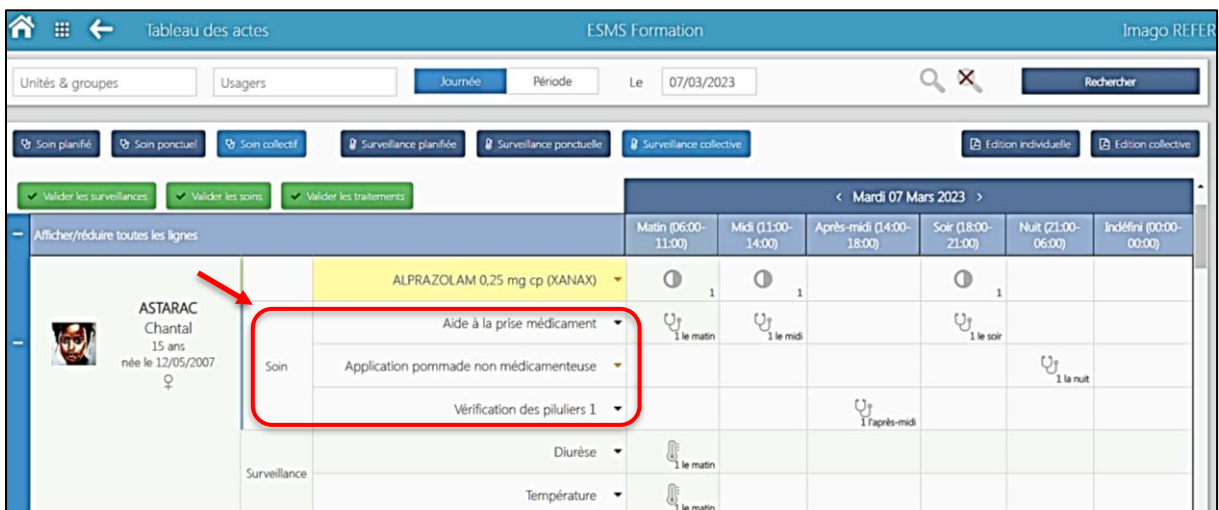 Tableau des actes ESMS Formation Imago REFER
Unités & groupes Usagers Journée Période Le 07/03/2023 Rechercher
Soin planifié Soin ponctuel Soin collectif Surveillance planifiée Surveillance ponctuelle Surveillance collective Edition individuelle Edition collective
Valider les surveillances Valider les soins Valider les traitements < Mardi 07 Mars 2023 >
Afficher/réduire toutes les lignes Matin (06:00-11:00) Midi (11:00-14:00) Après-midi (14:00-18:00) Soir (18:00-21:00) Nuit (21:00-06:00) Indéfini (00:00-00:00)
ALPRAZOLAM 0,25 mg cp (XANAX) 1 1 1
ASTARAC
Chantal
15 ans
née le 12/05/2007
Soin
Aide à la prise médicament 1 le matin 1 le midi 1 le soir
Application pommade non médicamenteuse 1 la nuit
Vérification des piluliers 1 1 l'après-midi
Surveillance
Diurèse 1 le matin
Température 1 le matin